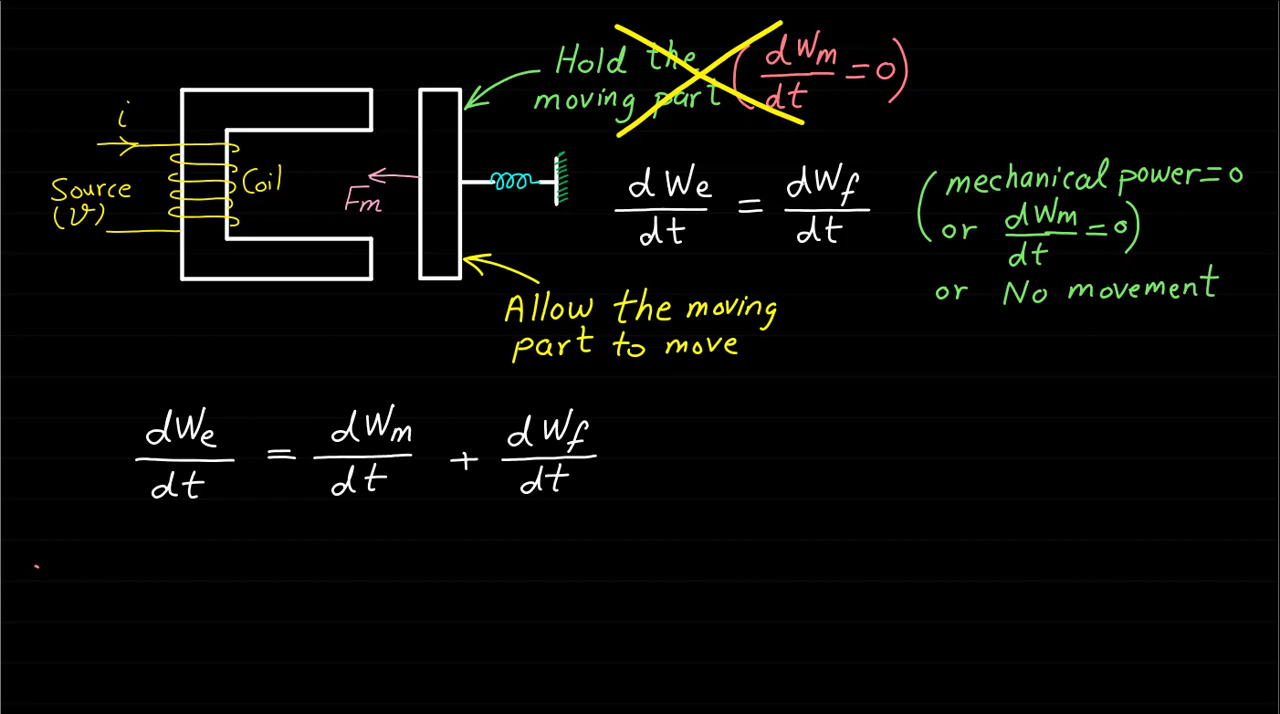 Hold the
moving part (dWm/dt = 0)
i
Source
(v)
Coil
Fm
dWe/dt = dWf/dt
(mechanical power = 0
or dWm/dt = 0)
or No movement
Allow the moving
part to move
dWe/dt = dWm/dt + dWf/dt